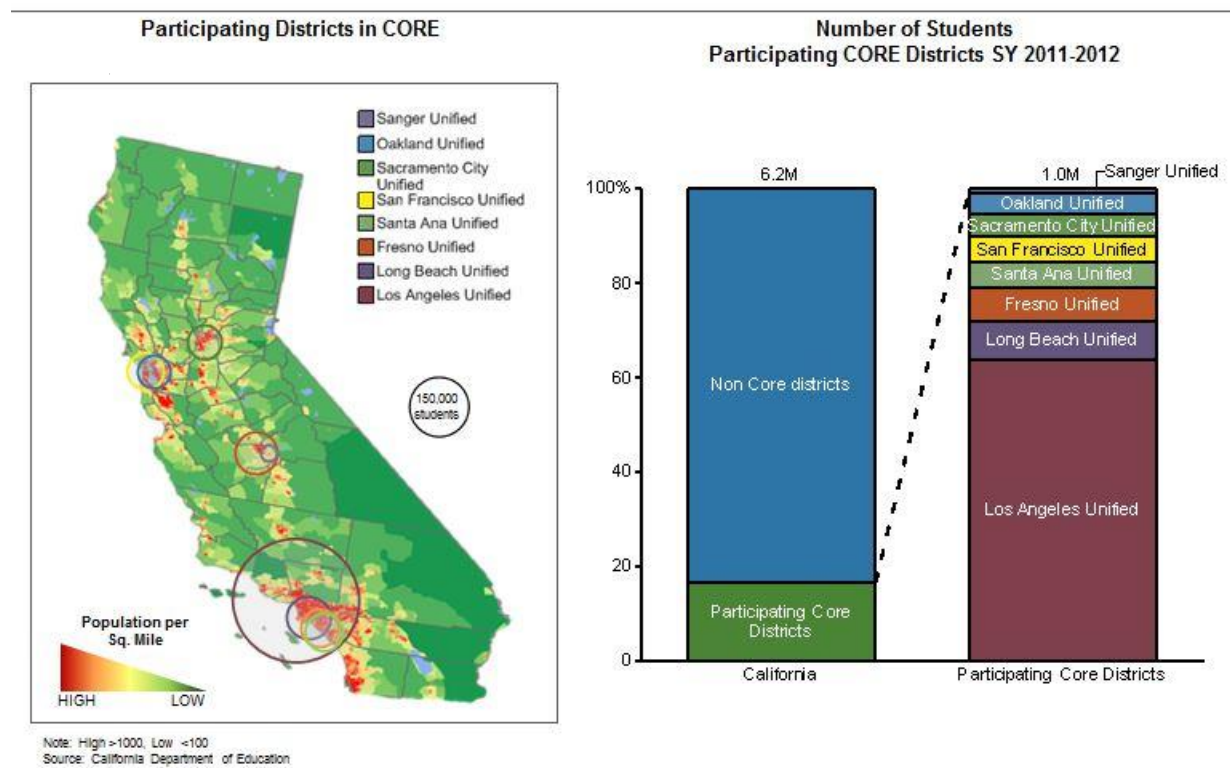 Participating Districts in CORE
Sanger Unified
Oakland Unified
Sacramento City
Unified
San Francisco Unified
Santa Ana Unified
Fresno Unified
Long Beach Unified
Los Angeles Unified
150,000
students
Population per
Sq. Mile
HIGH
LOW
Note: High >1000, Low <100
Source: California Department of Education
Number of Students
Participating CORE Districts SY 2011-2012
6.2M
1.0M
Sanger Unified
100%
80
60
40
20
0
Non Core districts
Participating Core
Districts
Oakland Unified
Sacramento City Unified
San Francisco Unified
Santa Ana Unified
Fresno Unified
Long Beach Unified
Los Angeles Unified
California
Participating Core Districts